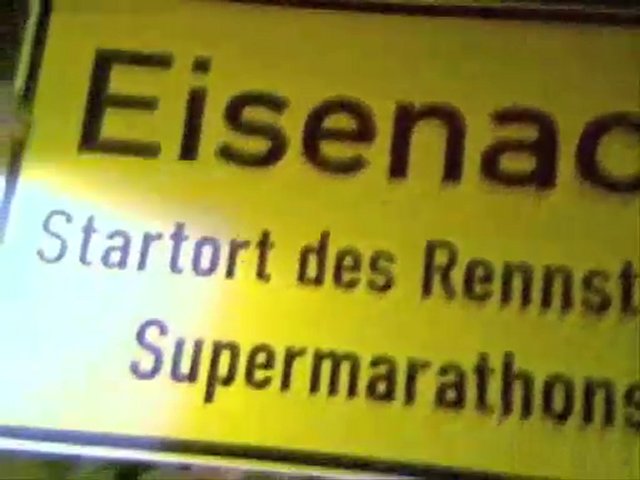 Eisenac
Startort des Rennst
Supermarathons